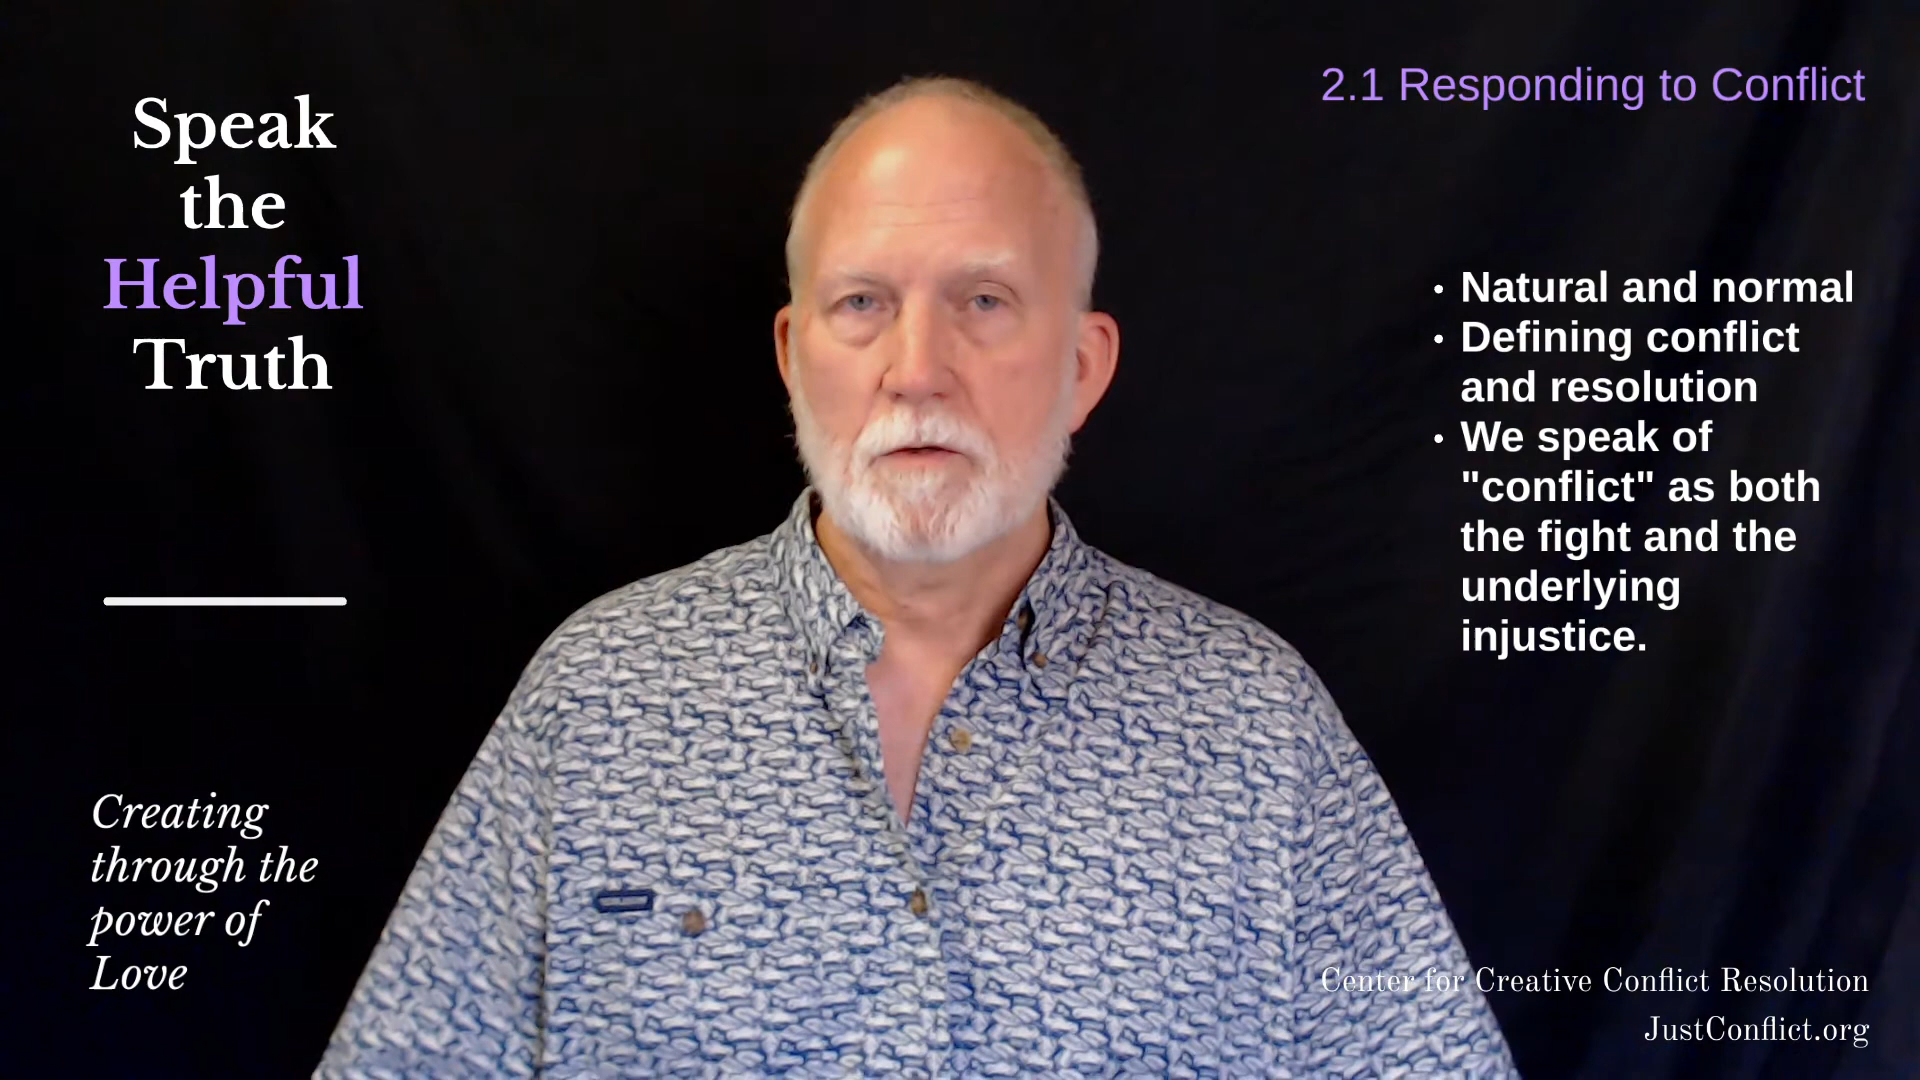 Speak
the
Helpful
Truth
Creating
through the
power of
Love
2.1 Responding to Conflict
• Natural and normal
• Defining conflict
and resolution
• We speak of
"conflict" as both
the fight and the
underlying
injustice.
Center for Creative Conflict Resolution
JustConflict.org